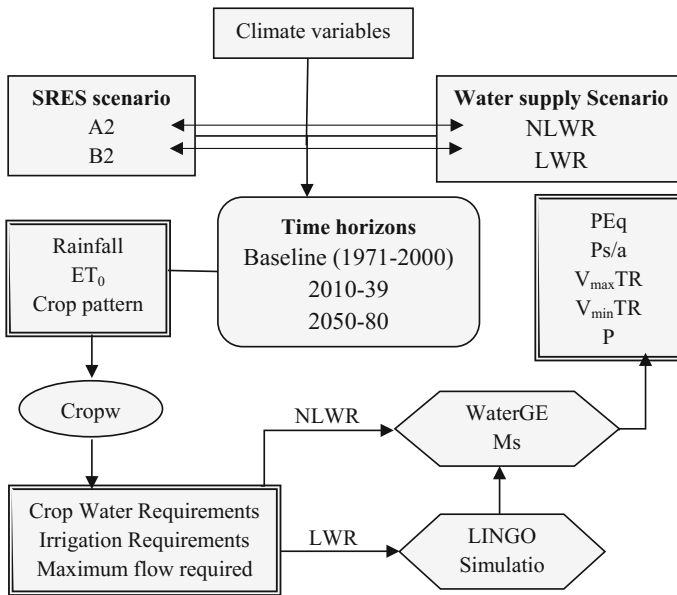 Climate variables
SRES scenario
A2
B2
Water supply Scenario
NLWR
LWR
Time horizons
Baseline (1971-2000)
2010-39
2050-80
Rainfall
ET₀
Crop pattern
PEq
Ps/a
VmaxTR
VminTR
P
Cropw
NLWR
WaterGE
Ms
Crop Water Requirements
Irrigation Requirements
Maximum flow required
LWR
LINGO
Simulatio